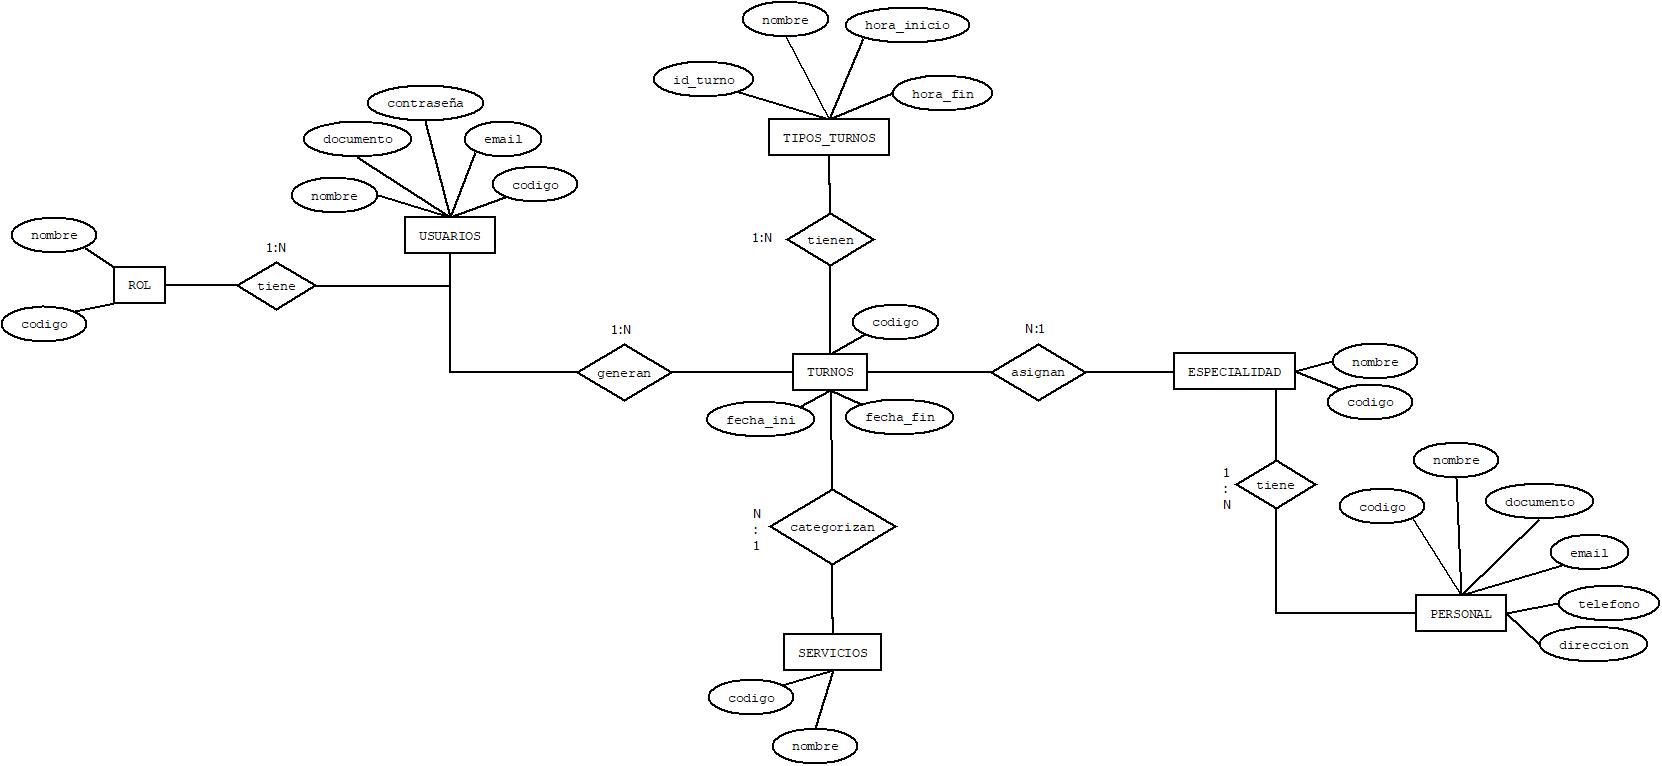 nombre
hora_inicio
id_turno
hora_fin
TIPOS_TURNOS
contraseña
documento
email
nombre
codigo
USUARIOS
nombre
1:N
ROL
tiene
codigo
1:N
tienen
codigo
1:N
generan
TURNOS
N:1
asignan
ESPECIALIDAD
nombre
codigo
fecha_ini
fecha_fin
1
:
N
tiene
nombre
codigo
documento
email
telefono
PERSONAL
direccion
N
:
1
categorizan
SERVICIOS
codigo
nombre